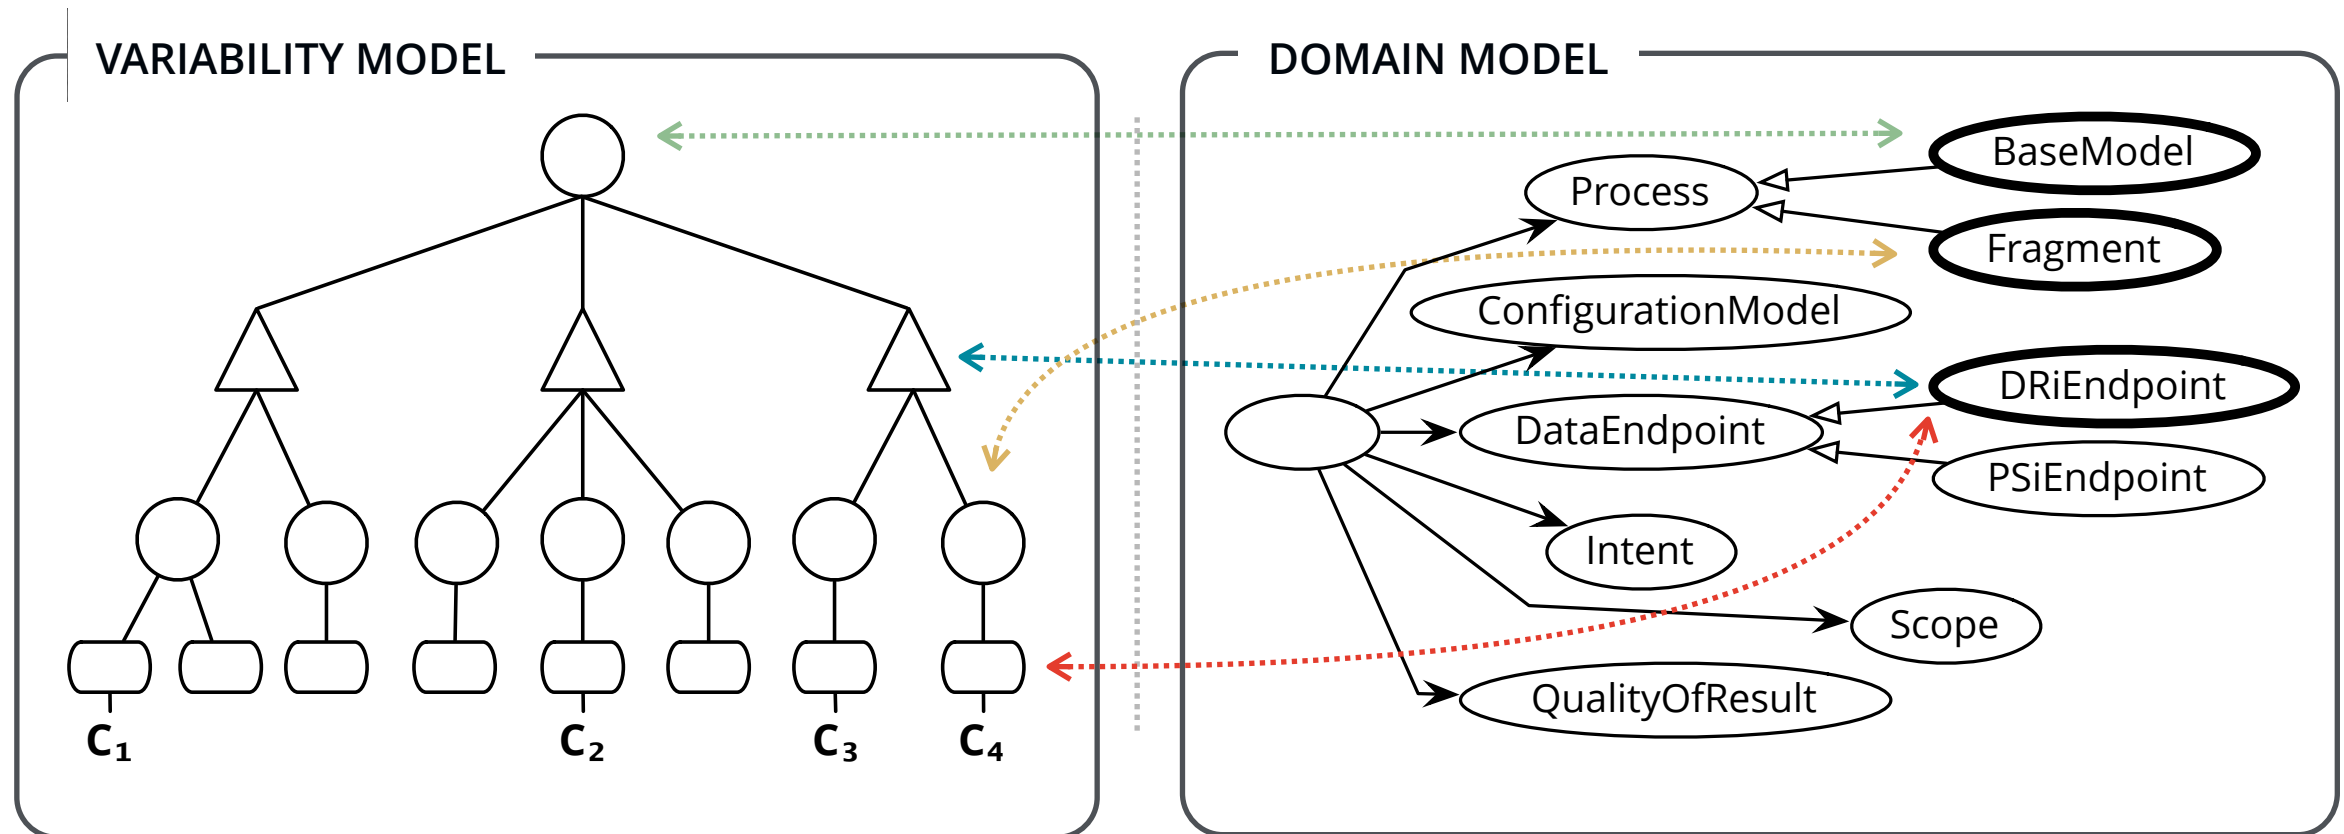 VARIABILITY MODEL
DOMAIN MODEL
BaseModel
Process
Fragment
ConfigurationModel
DRiEndpoint
DataEndpoint
PSiEndpoint
Intent
Scope
QualityOfResult
C₁
C₂
C₃
C₄